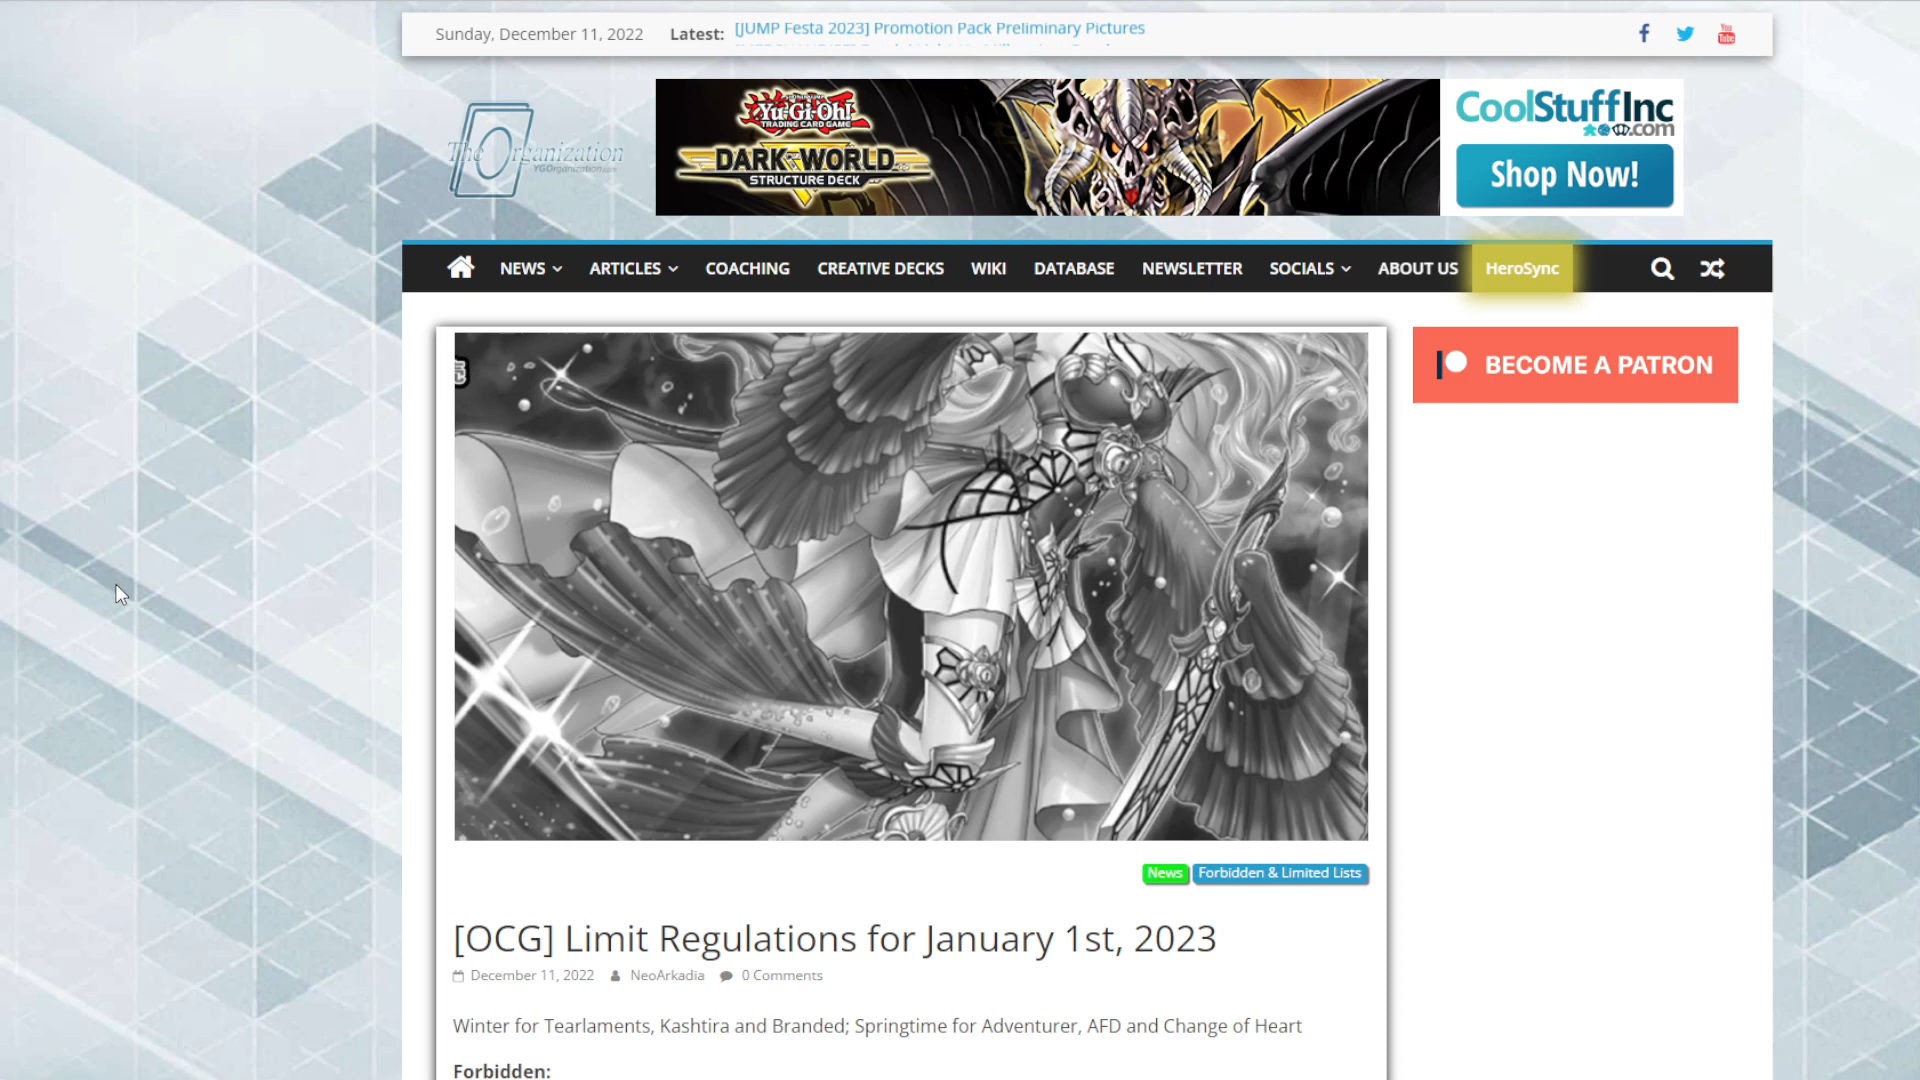 Sunday, December 11, 2022 Latest: [JUMP Festa 2023] Promotion Pack Preliminary Pictures
You Tube
The Organization
YGOrganization.com
Yu-Gi-Oh!
TRADING CARD GAME
DARK WORLD
STRUCTURE DECK
CoolStuffInc
.com
Shop Now!
NEWS ARTICLES COACHING CREATIVE DECKS WIKI DATABASE NEWSLETTER SOCIALS ABOUT US HeroSync
BECOME A PATRON
News Forbidden & Limited Lists
[OCG] Limit Regulations for January 1st, 2023
December 11, 2022 NeoArkadia 0 Comments
Winter for Tearlaments, Kashtira and Branded; Springtime for Adventurer, AFD and Change of Heart
Forbidden: